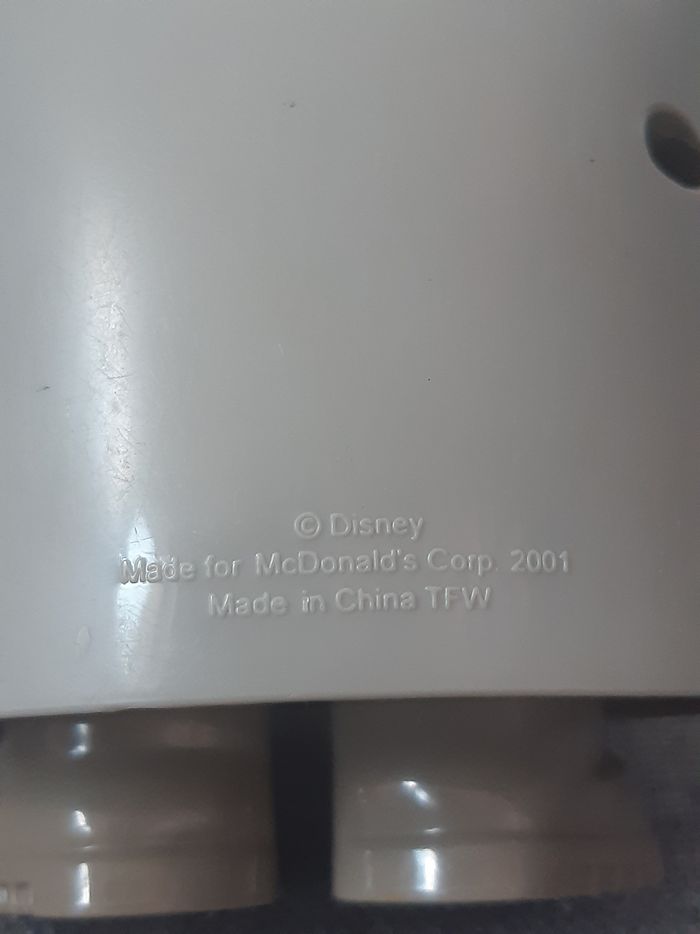 © Disney
Made for McDonald's Corp. 2001
Made in China TFW